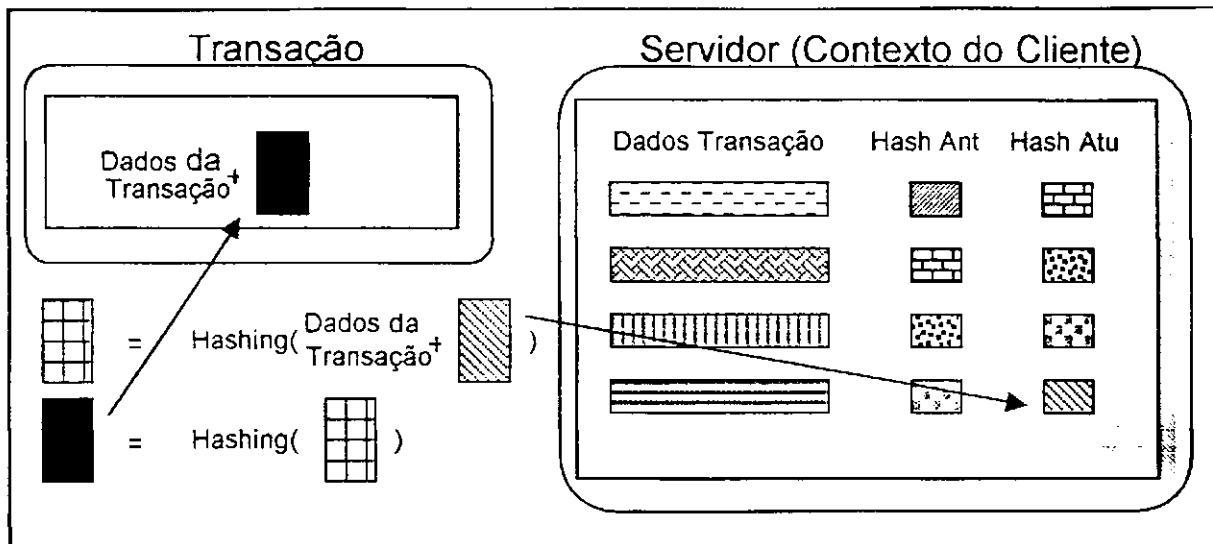 Transação
Servidor (Contexto do Cliente)
Dados da
Transação+
Dados Transação Hash Ant Hash Atu
= Hashing( Dados da
Transação+ )
= Hashing( )